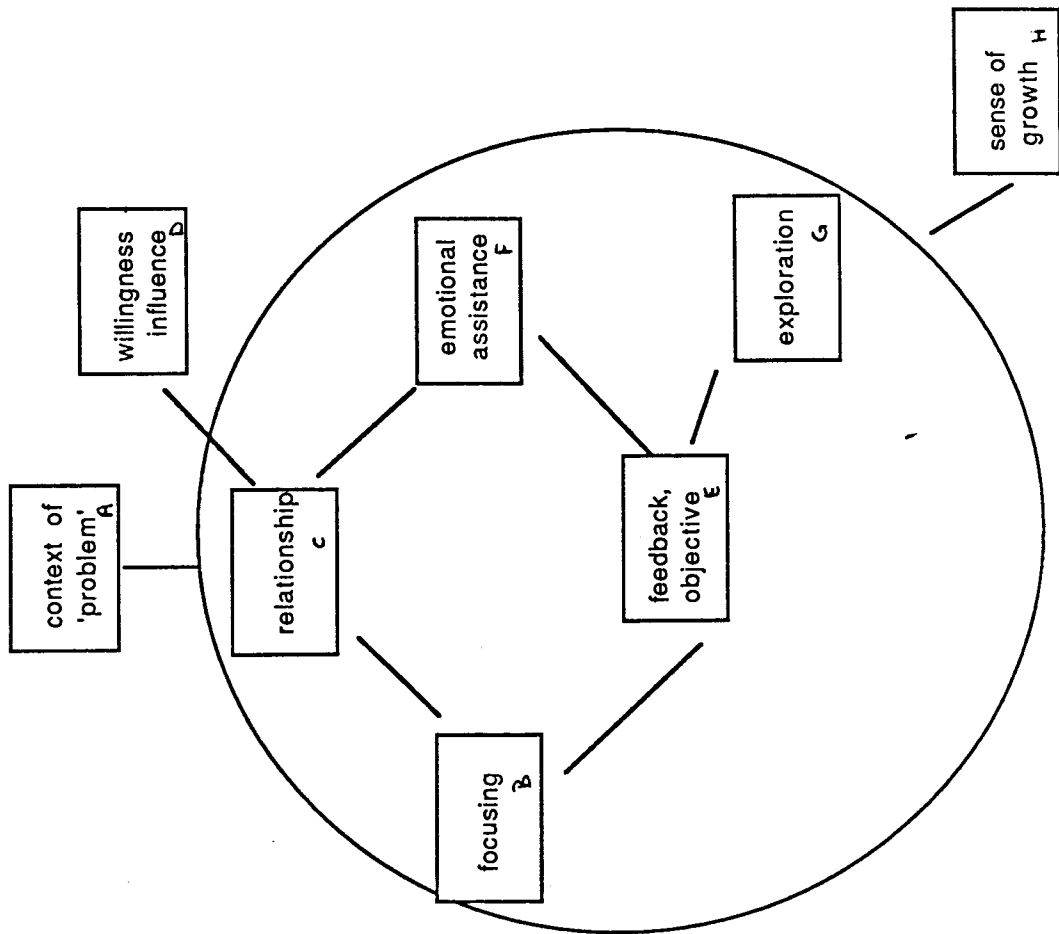 context of
'problem'
A
willingness
influence
D
relationship
C
emotional
assistance
F
focusing
B
feedback,
objective
E
exploration
G
sense of
growth
H